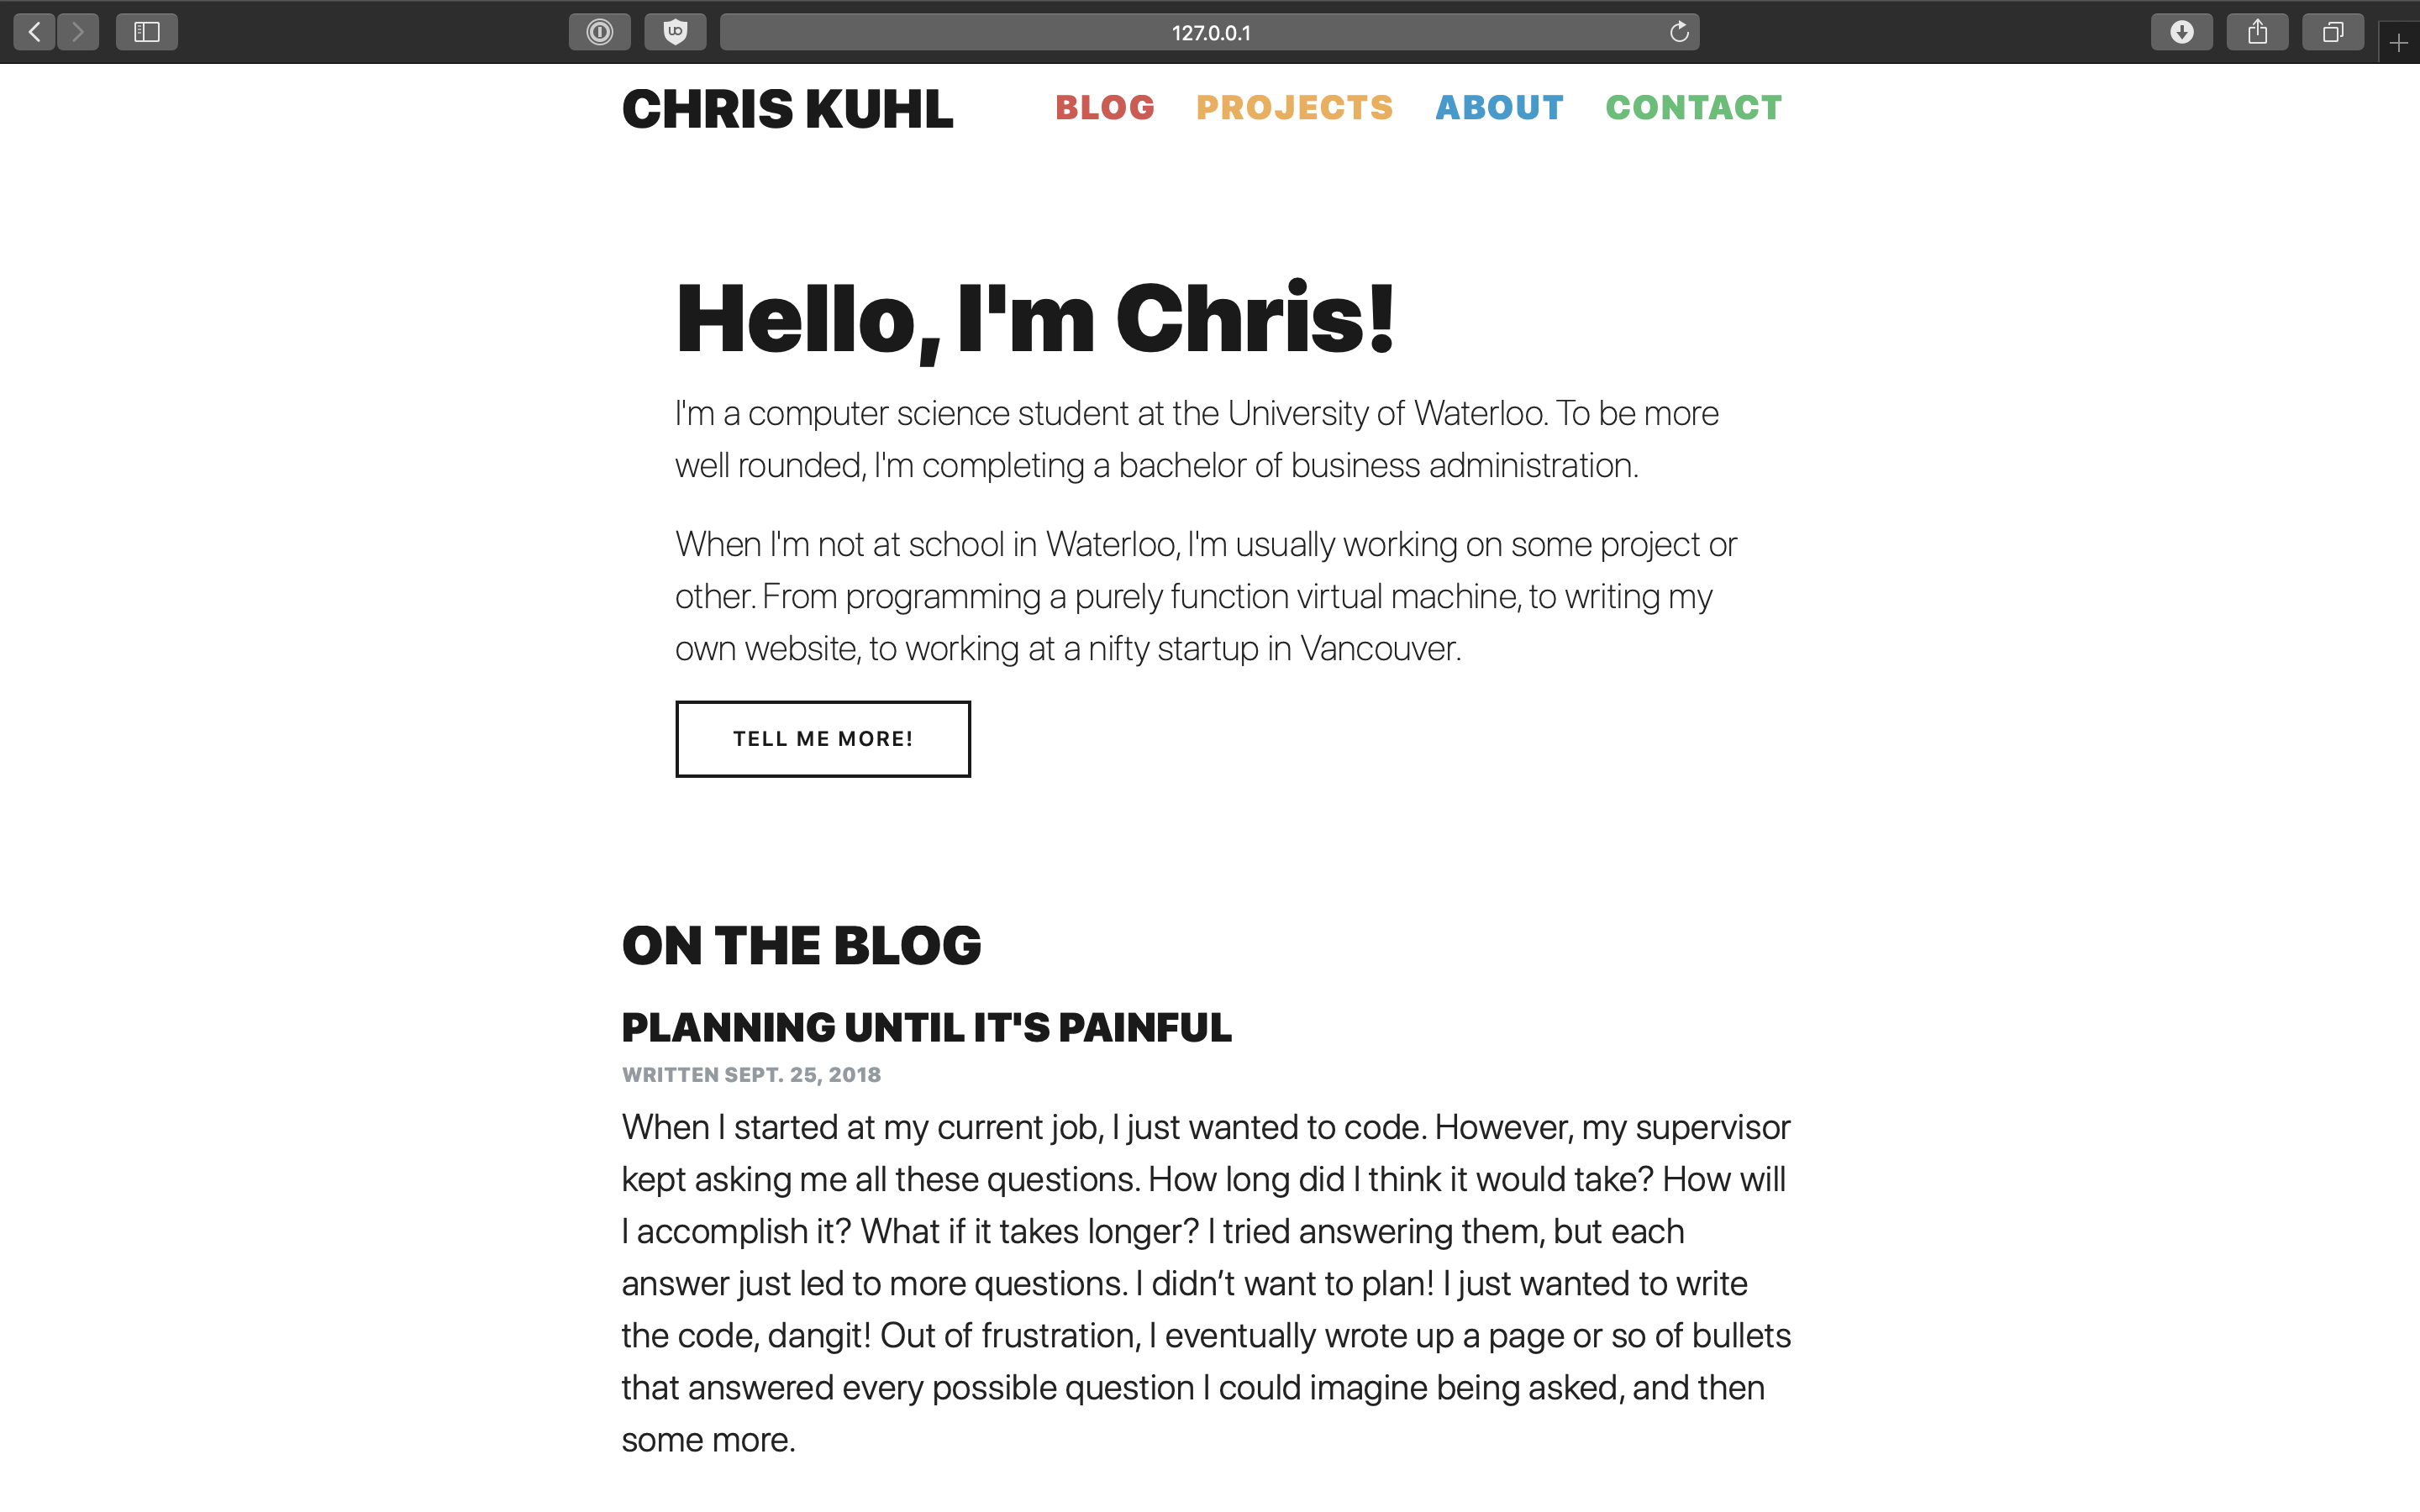 127.0.0.1
CHRIS KUHL
BLOG PROJECTS ABOUT CONTACT
Hello, I'm Chris!
I'm a computer science student at the University of Waterloo. To be more
well rounded, I'm completing a bachelor of business administration.
When I'm not at school in Waterloo, I'm usually working on some project or
other. From programming a purely function virtual machine, to writing my
own website, to working at a nifty startup in Vancouver.
TELL ME MORE!
ON THE BLOG
PLANNING UNTIL IT'S PAINFUL
WRITTEN SEPT. 25, 2018
When I started at my current job, I just wanted to code. However, my supervisor
kept asking me all these questions. How long did I think it would take? How will
I accomplish it? What if it takes longer? I tried answering them, but each
answer just led to more questions. I didn’t want to plan! I just wanted to write
the code, dangit! Out of frustration, I eventually wrote up a page or so of bullets
that answered every possible question I could imagine being asked, and then
some more.